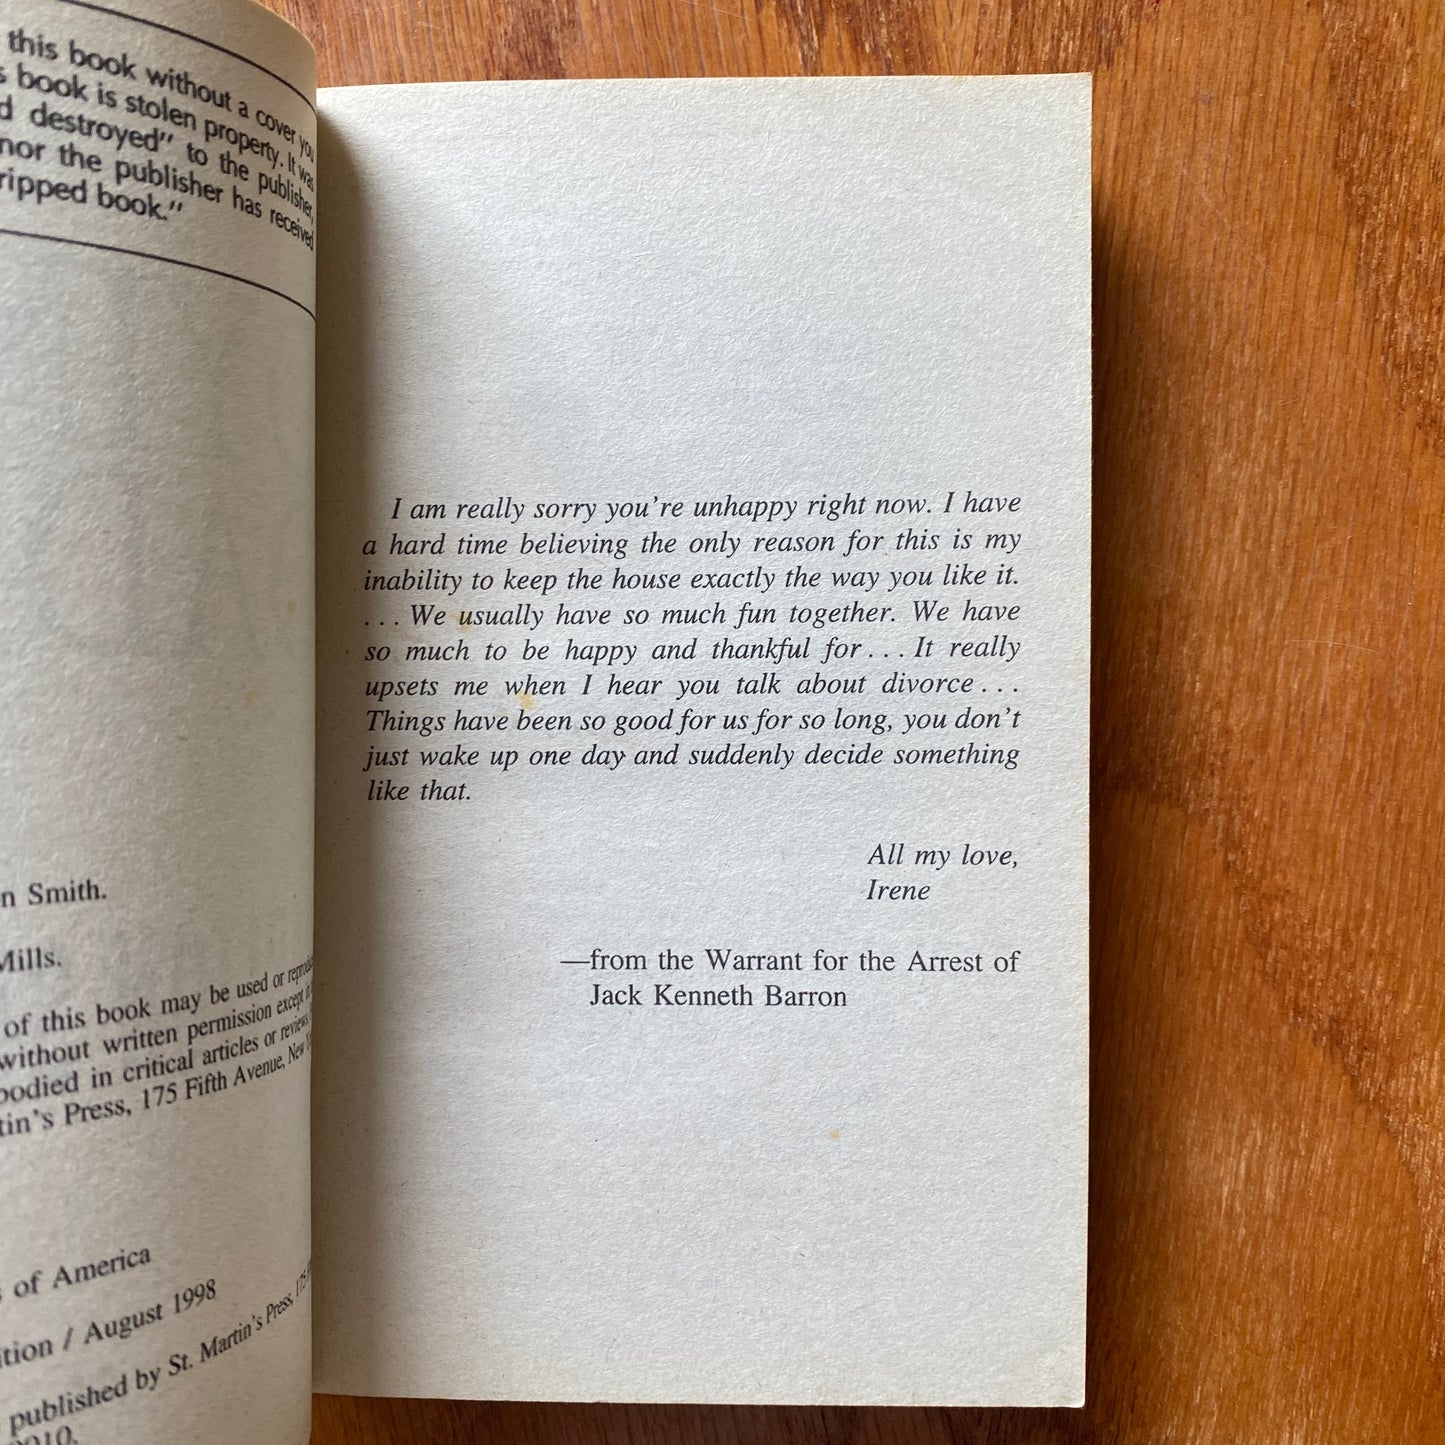 this book without a cover you
book is stolen property. It was
destroyed" to the publisher,
nor the publisher has received
book."
Smith.
Mills.
of this book may be used or
without written permission except
in critical articles or reviews.
Press, 175 Fifth Avenue, New
of America
/ August 1998
published by St. Martin's Press, 175
I am really sorry you're unhappy right now. I have
a hard time believing the only reason for this is my
inability to keep the house exactly the way you like it.
... We usually have so much fun together. We have
so much to be happy and thankful for... It really
upsets me when I hear you talk about divorce...
Things have been so good for us for so long, you don't
just wake up one day and suddenly decide something
like that.
All my love,
Irene
—from the Warrant for the Arrest of
Jack Kenneth Barron